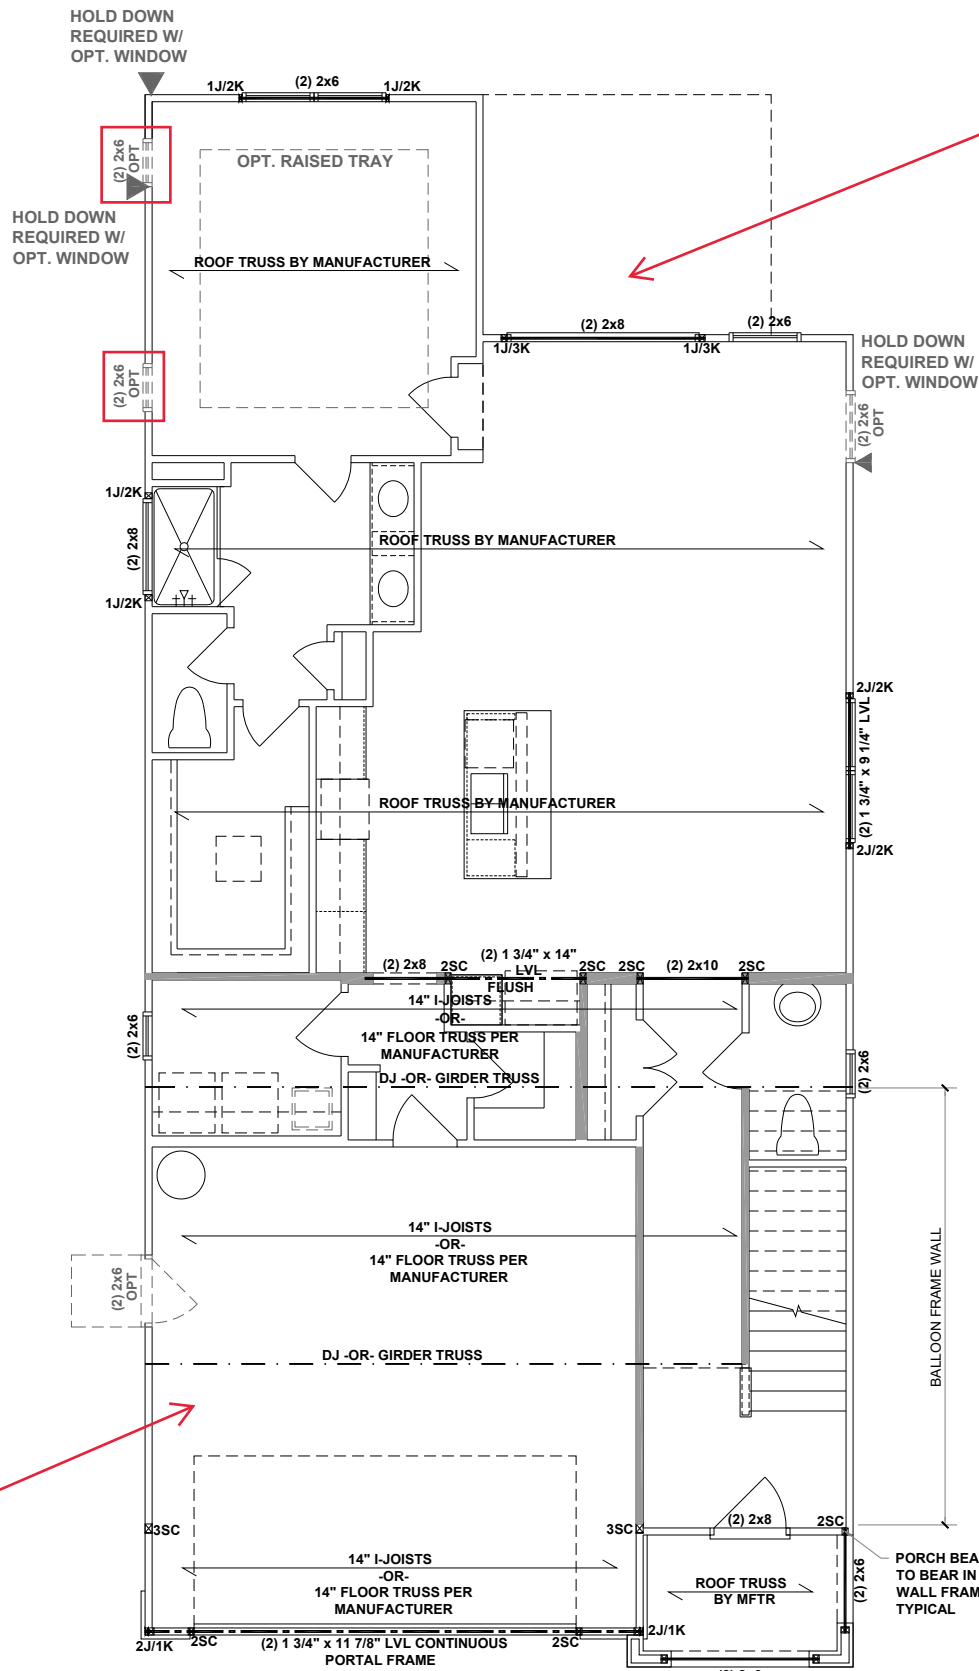 HOLD DOWN
REQUIRED W/
OPT. WINDOW
1J/2K
(2) 2x6
1J/2K
(2) 2x6
OPT
OPT. RAISED TRAY
HOLD DOWN
REQUIRED W/
OPT. WINDOW
ROOF TRUSS BY MANUFACTURER
(2) 2x8
(2) 2x6
1J/3K
1J/3K
HOLD DOWN
REQUIRED W/
OPT. WINDOW
(2) 2x6
OPT
(2) 2x6
OPT
1J/2K
(2) 2x8
1J/2K
ROOF TRUSS BY MANUFACTURER
2J/2K
(2) 1 3/4" x 9 1/4" LVL
2J/2K
ROOF TRUSS BY MANUFACTURER
(2) 2x8
2SC
(2) 1 3/4" x 14"
LVL
FLUSH
2SC
2SC
(2) 2x10
2SC
14" I-JOISTS
-OR-
14" FLOOR TRUSS PER
MANUFACTURER
(2) 2x6
DJ -OR- GIRDER TRUSS
(2) 2x6
14" I-JOISTS
-OR-
14" FLOOR TRUSS PER
MANUFACTURER
(2) 2x6
OPT
BALLOON FRAME WALL
DJ -OR- GIRDER TRUSS
3SC
3SC
(2) 2x8
2SC
14" I-JOISTS
-OR-
14" FLOOR TRUSS PER
MANUFACTURER
ROOF TRUSS
BY MFTR
(2) 2x6
PORCH BEA
TO BEAR IN
WALL FRAM
TYPICAL
2J/1K
2SC
(2) 1 3/4" x 11 7/8" LVL CONTINUOUS
PORTAL FRAME
2SC
2J/1K